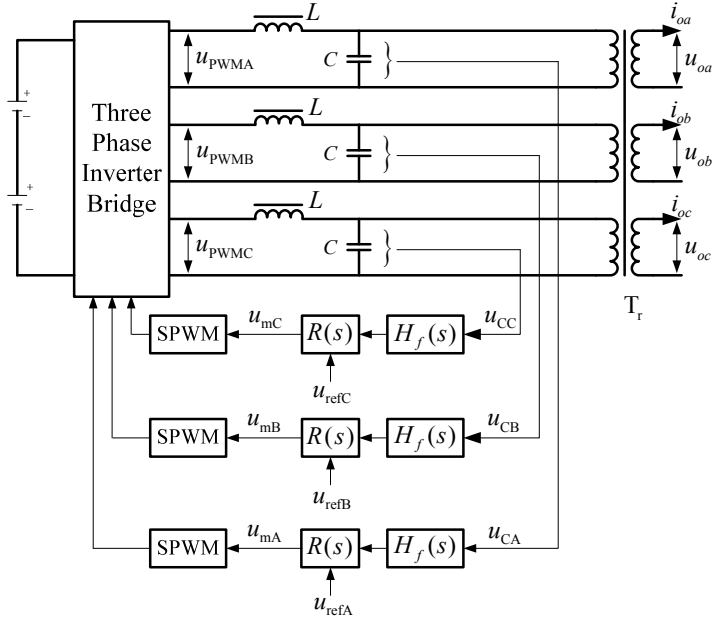 L
i_oa
u_PWMA
C
}
u_oa
+
−
Three
Phase
Inverter
Bridge
L
i_ob
u_PWMB
C
}
u_ob
+
−
L
i_oc
u_PWMC
C
}
u_oc
T_r
SPWM
u_mC
R(s)
H_f(s)
u_CC
u_refC
SPWM
u_mB
R(s)
H_f(s)
u_CB
u_refB
SPWM
u_mA
R(s)
H_f(s)
u_CA
u_refA